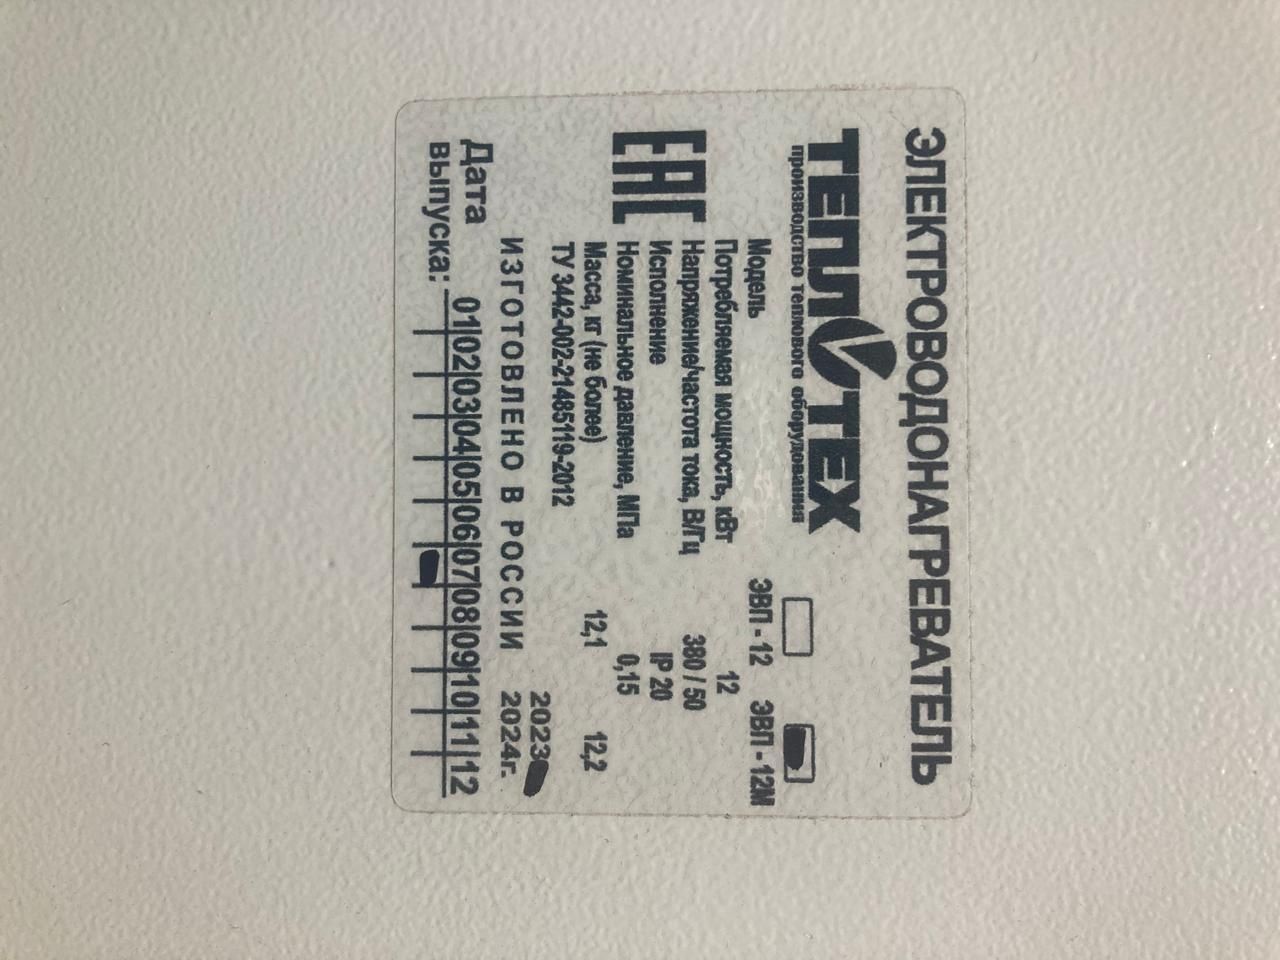 ЭЛЕКТРОВОДОНАГРЕВАТЕЛЬ
ТЕПЛОТЕХ
производство теплового оборудования
Модель ЭВП - 12 ЭВП - 12М
Потребляемая мощность, кВт 12
Напряжение/частота тока, В/Гц 380 / 50
Исполнение IP 20
Номинальное давление, МПа 0,15
Масса, кг (не более) 12,1 12,2
ТУ 3442-002-21485119-2012
ЕАС
ИЗГОТОВЛЕНО В РОССИИ
2023
2024г.
Дата
выпуска:
01|02|03|04|05|06|07|08|09|10|11|12